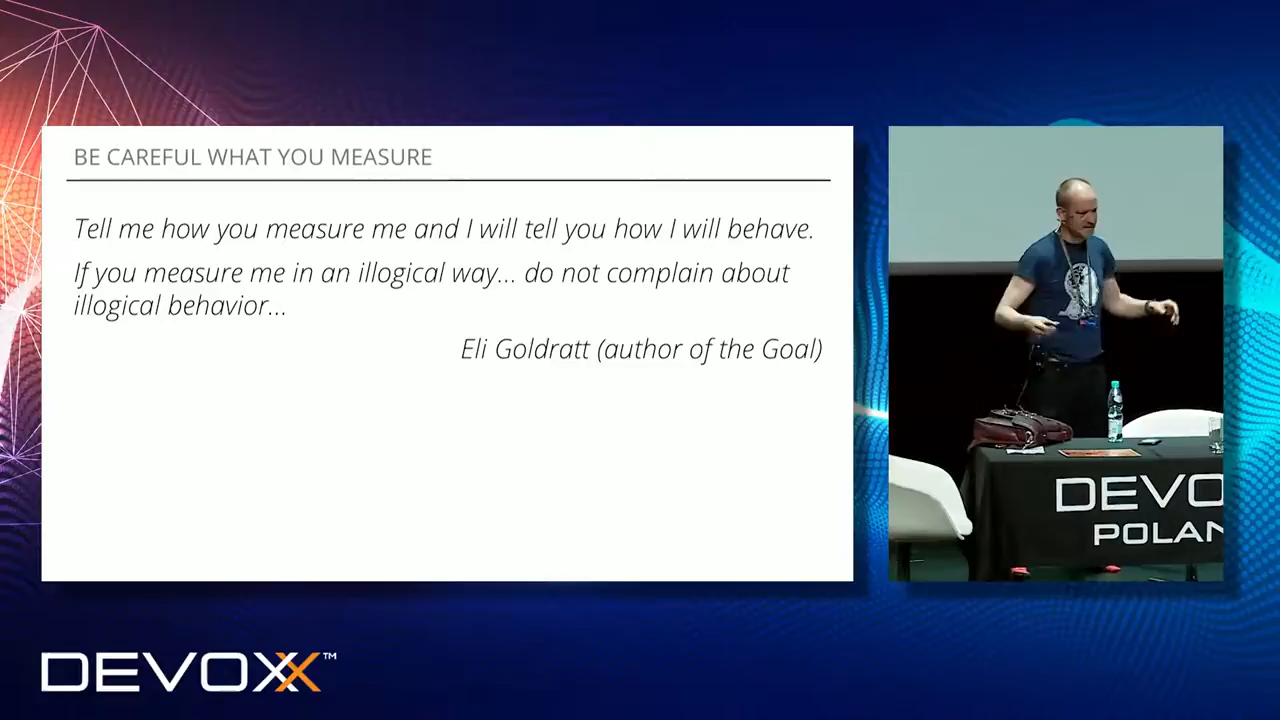 BE CAREFUL WHAT YOU MEASURE
Tell me how you measure me and I will tell you how I will behave.
If you measure me in an illogical way... do not complain about
illogical behavior...
Eli Goldratt (author of the Goal)
DEVO
POLAN
DEVOXX™